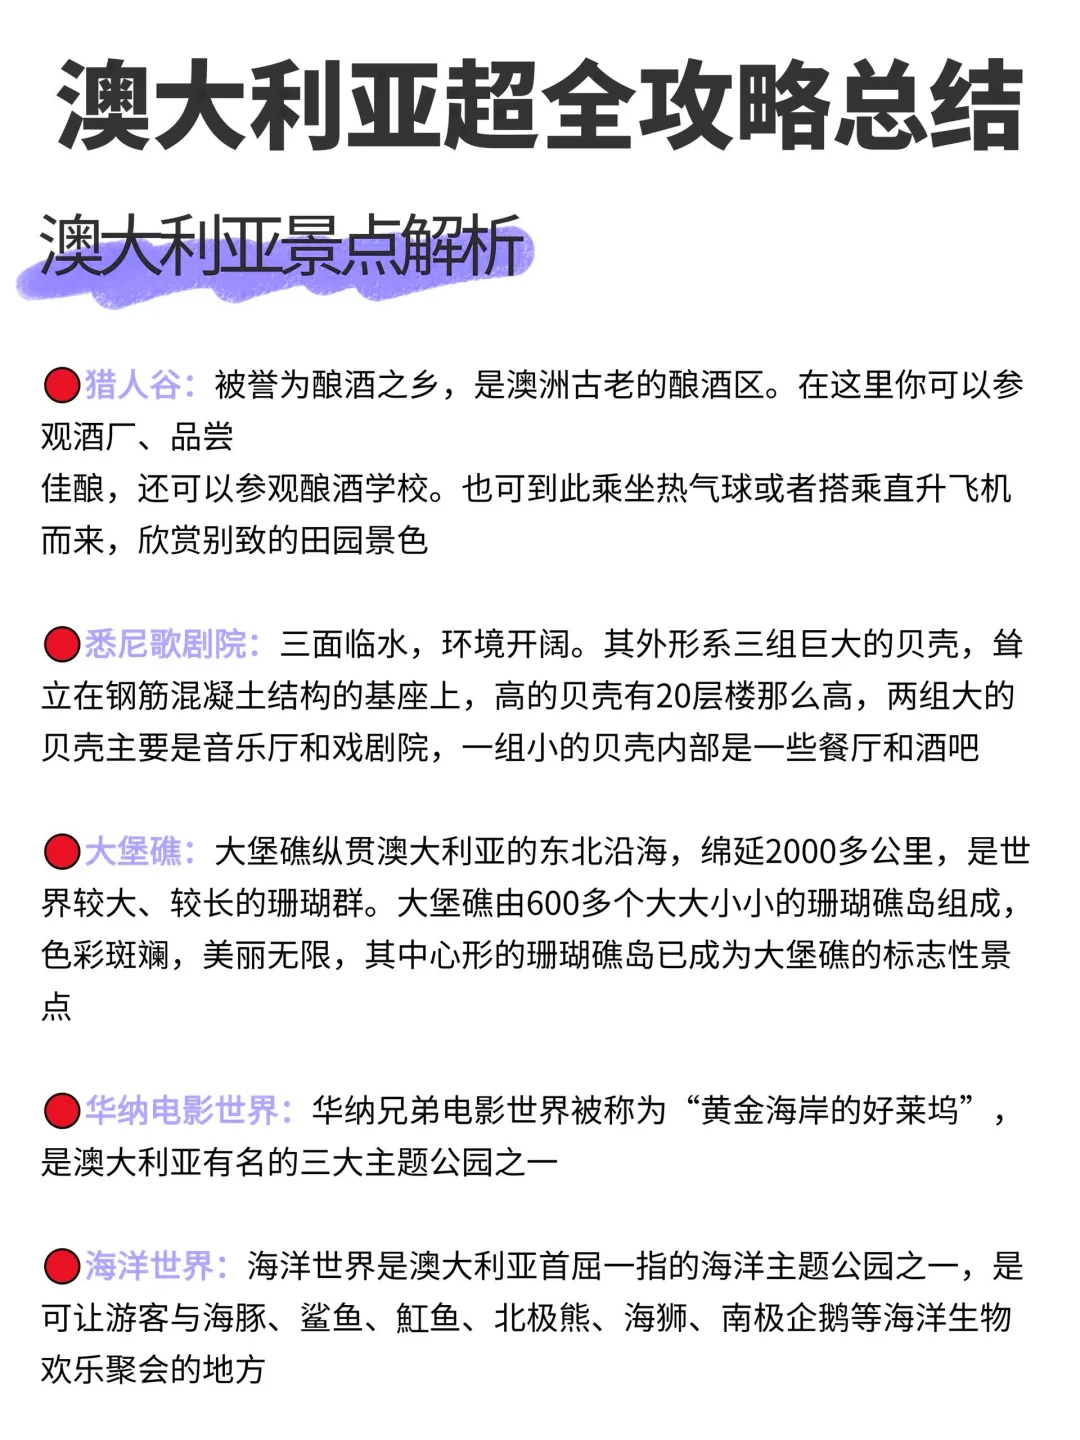 澳大利亚超全攻略总结
澳大利亚景点解析
猎人谷：被誉为酿酒之乡，是澳洲古老的酿酒区。在这里你可以参
观酒厂、品尝
佳酿，还可以参观酿酒学校。也可到此乘坐热气球或者搭乘直升飞机
而来，欣赏别致的田园景色
悉尼歌剧院：三面临水，环境开阔。其外形系三组巨大的贝壳，耸
立在钢筋混凝土结构的基座上，高的贝壳有20层楼那么高，两组大的
贝壳主要是音乐厅和戏剧院，一组小的贝壳内部是一些餐厅和酒吧
大堡礁：大堡礁纵贯澳大利亚的东北沿海，绵延2000多公里，是世
界较大、较长的珊瑚群。大堡礁由600多个大大小小的珊瑚礁岛组成，
色彩斑斓，美丽无限，其中心形的珊瑚礁岛已成为大堡礁的标志性景
点
华纳电影世界：华纳兄弟电影世界被称为“黄金海岸的好莱坞”，
是澳大利亚有名的三大主题公园之一
海洋世界：海洋世界是澳大利亚首屈一指的海洋主题公园之一，是
可让游客与海豚、鲨鱼、魟鱼、北极熊、海狮、南极企鹅等海洋生物
欢乐聚会的地方